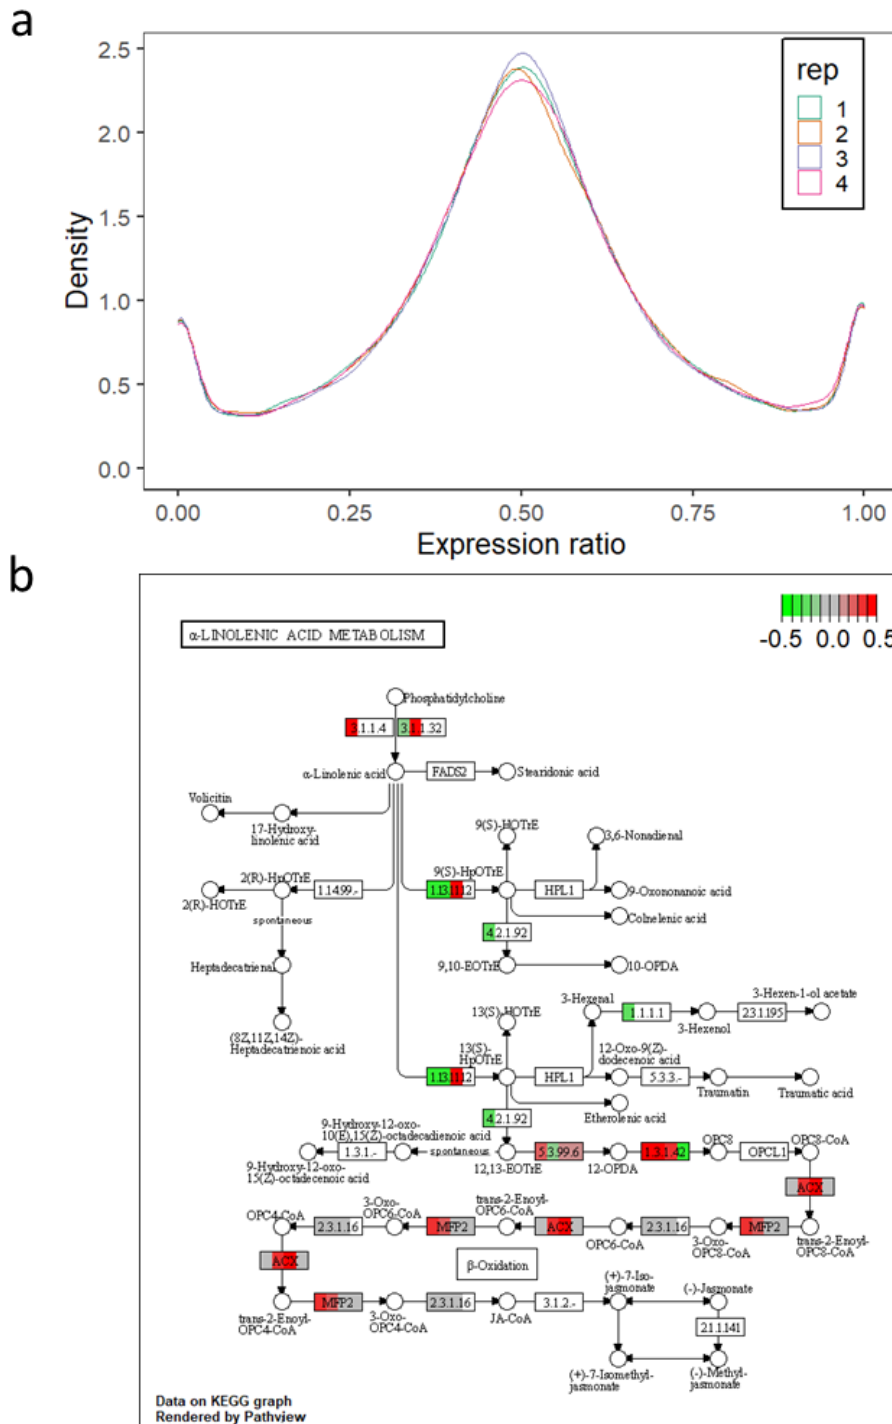 a
2.5
2.0
1.5
1.0
0.5
0.0
Density
rep
1
2
3
4
0.00 0.25 0.50 0.75 1.00
Expression ratio
b
-0.5 0.0 0.5
α-LINOLENIC ACID METABOLISM
Phosphatidylcholine
3.1.1.4 3.1.1.32
α-Linolenic acid FADS2 Stearidonic acid
Volicitin
17-Hydroxy-
linolenic acid
9(S)-HOTrE
3,6-Nonadienal
2(R)-HpOTrE
1.14.99.-
9(S)-HpOTrE
1.13.11.12
HPL1
9-Oxononanoic acid
2(R)-HOTrE
spontaneous
Colnelenic acid
4.2.1.92
Heptadecatrienal
9,10-EOTrE
10-OPDA
(8Z,11Z,14Z)-
Heptadecatrienoic acid
13(S)-HOTrE
3-Hexenal
1.1.1.1
3-Hexenol
3-Hexen-1-ol acetate
2.3.1.195
13(S)-
HpOTrE
1.13.11.12
HPL1
12-Oxo-9(Z)-
dodecenoic acid
5.3.3.-
Traumatin
Traumatic acid
Etherolenic acid
4.2.1.92
9-Hydroxy-12-oxo-
10(E),15(Z)-octadecadienoic acid
1.3.1.-
spontaneous
9-Hydroxy-12-oxo-
15(Z)-octadecenoic acid
12,13-EOTrE
5.3.99.6
12-OPDA
1.3.1.42
OPC8
OPCL1
OPC8-CoA
ACX
trans-2-Enoyl-
OPC8-CoA
MFP2
3-Oxo-
OPC8-CoA
2.3.1.16
OPC6-CoA
ACX
trans-2-Enoyl-
OPC6-CoA
MFP2
3-Oxo-
OPC6-CoA
2.3.1.16
OPC4-CoA
ACX
β-Oxidation
trans-2-Enoyl-
OPC4-CoA
MFP2
3-Oxo-
OPC4-CoA
2.3.1.16
JA-CoA
3.1.2.-
(+)-7-Iso-
jasmonate
(-)-Jasmonate
2.1.1.141
(+)-7-Isomethyl-
jasmonate
(-)-Methyl-
jasmonate
Data on KEGG graph
Rendered by Pathview